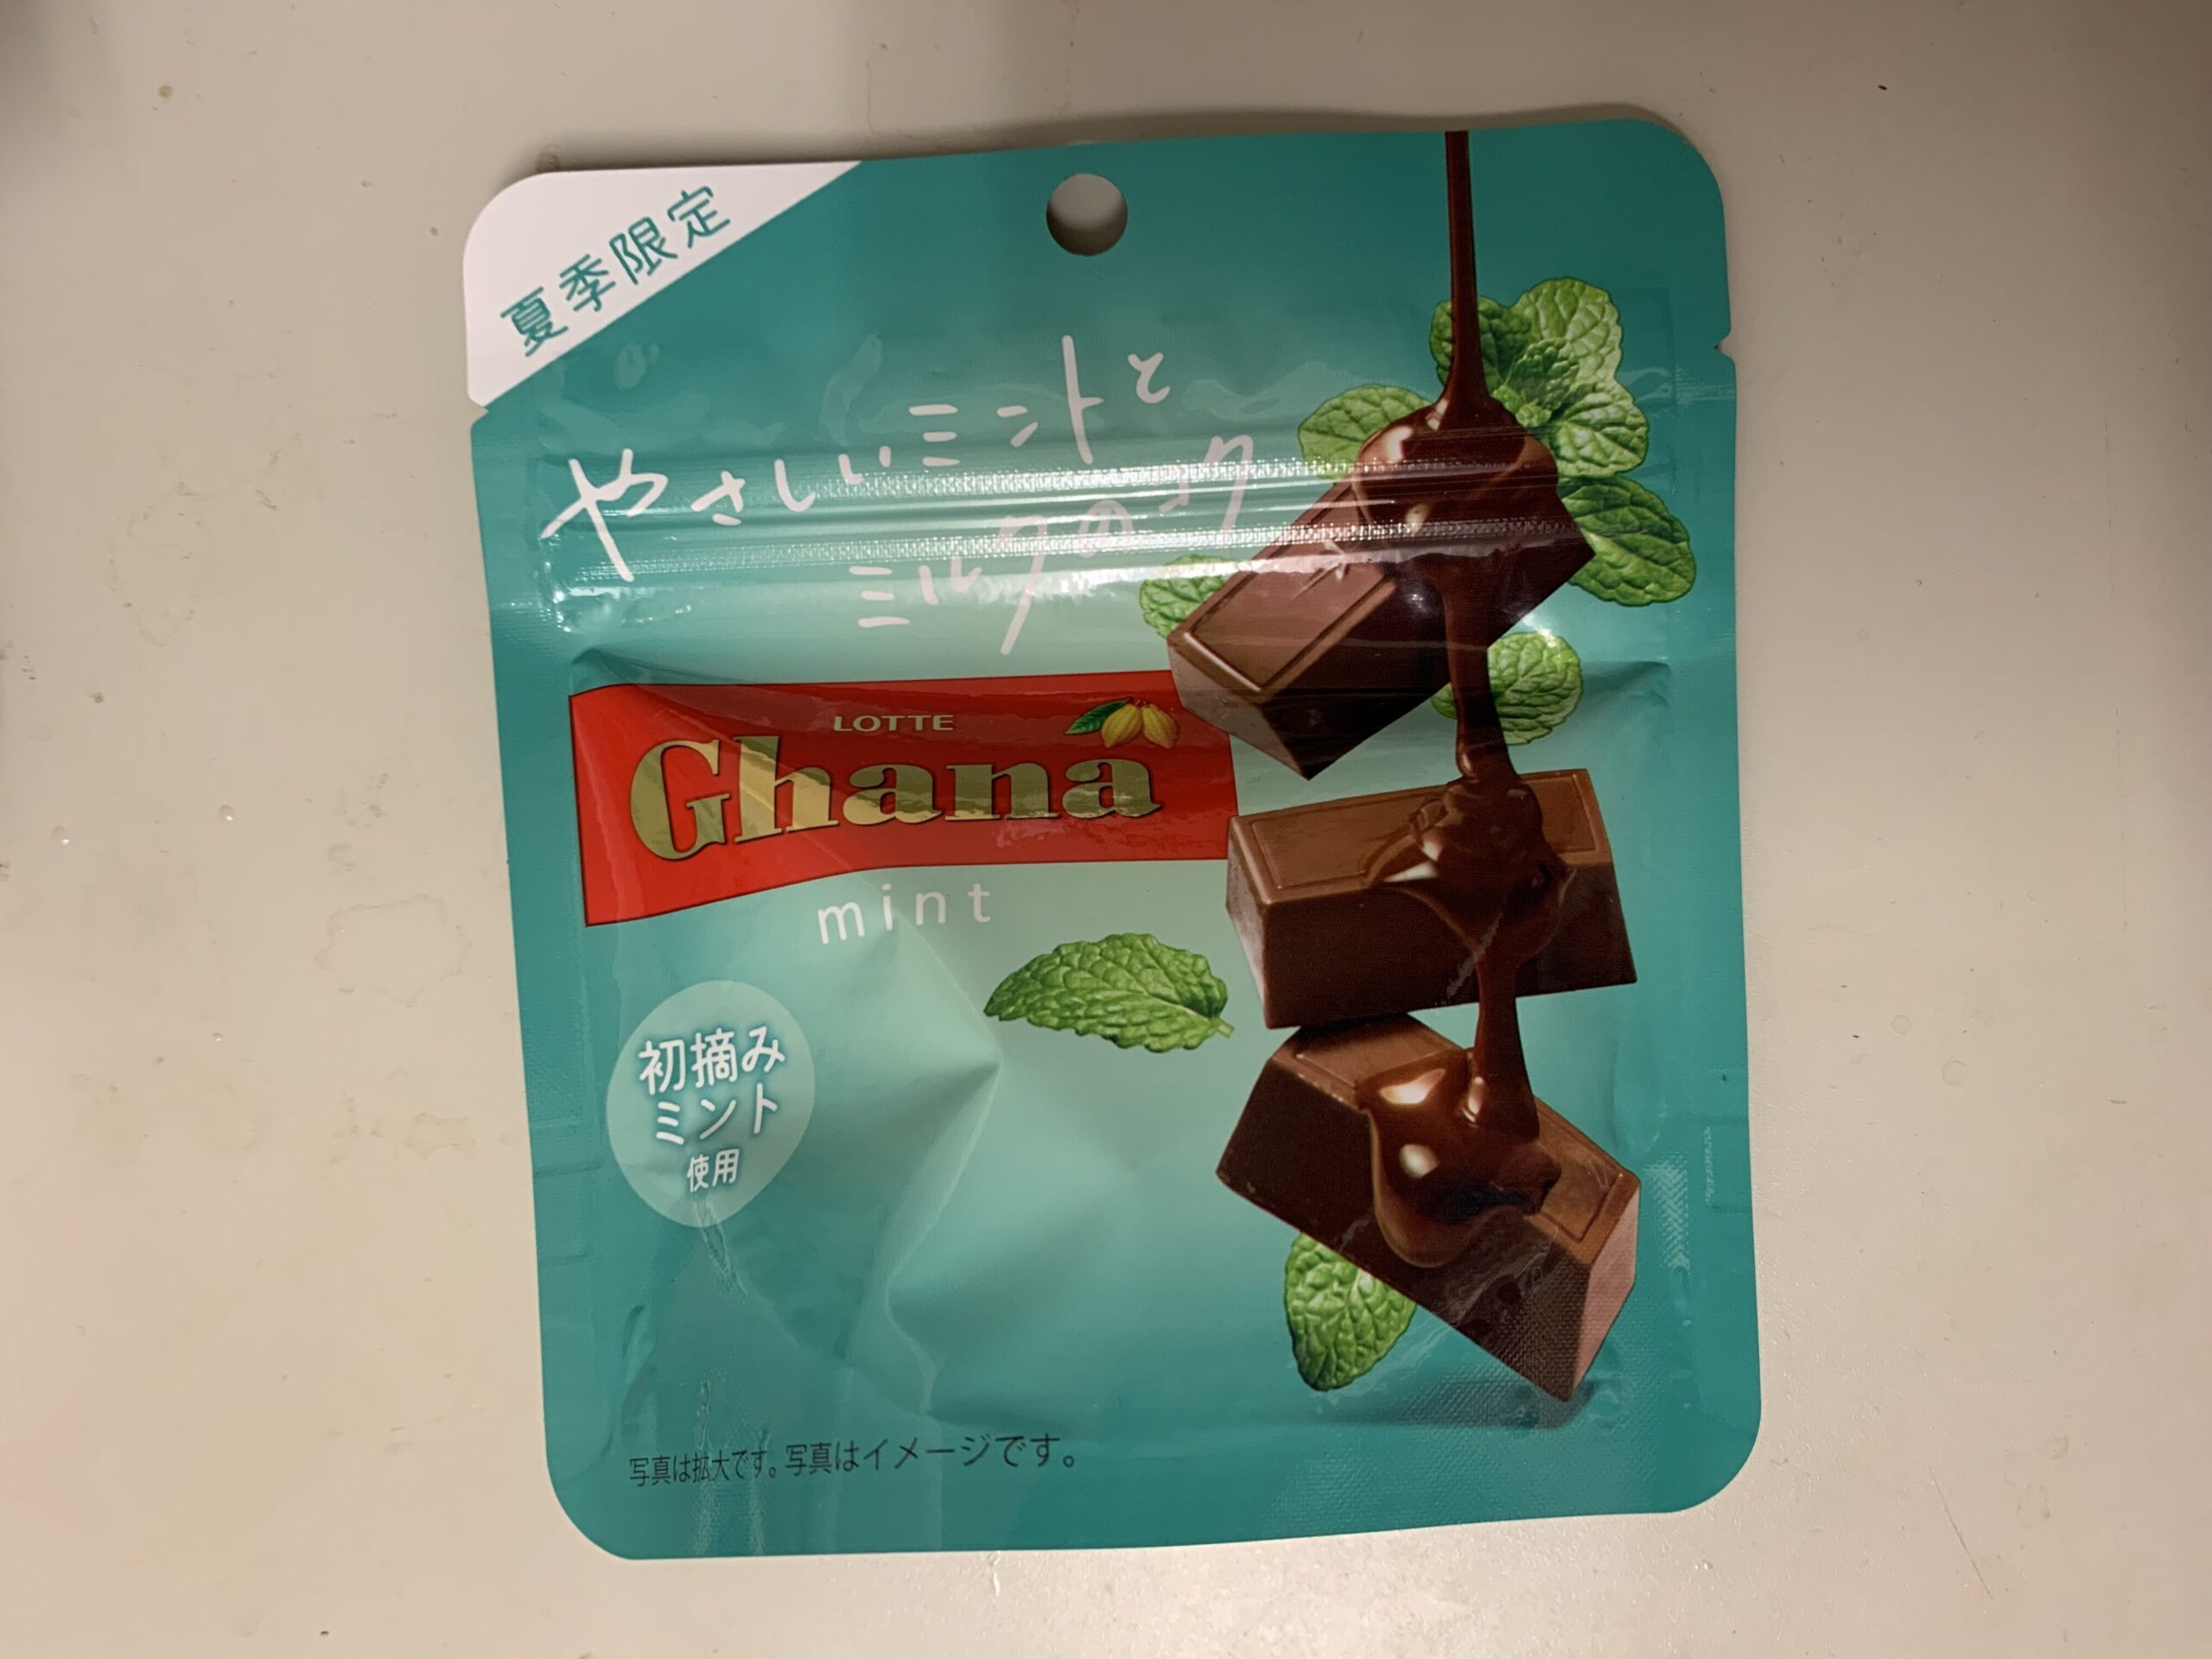 夏季限定
やさしいミントと
ミルクのコク
LOTTE
Ghana
mint
初摘み
ミント
使用
写真は拡大です。写真はイメージです。